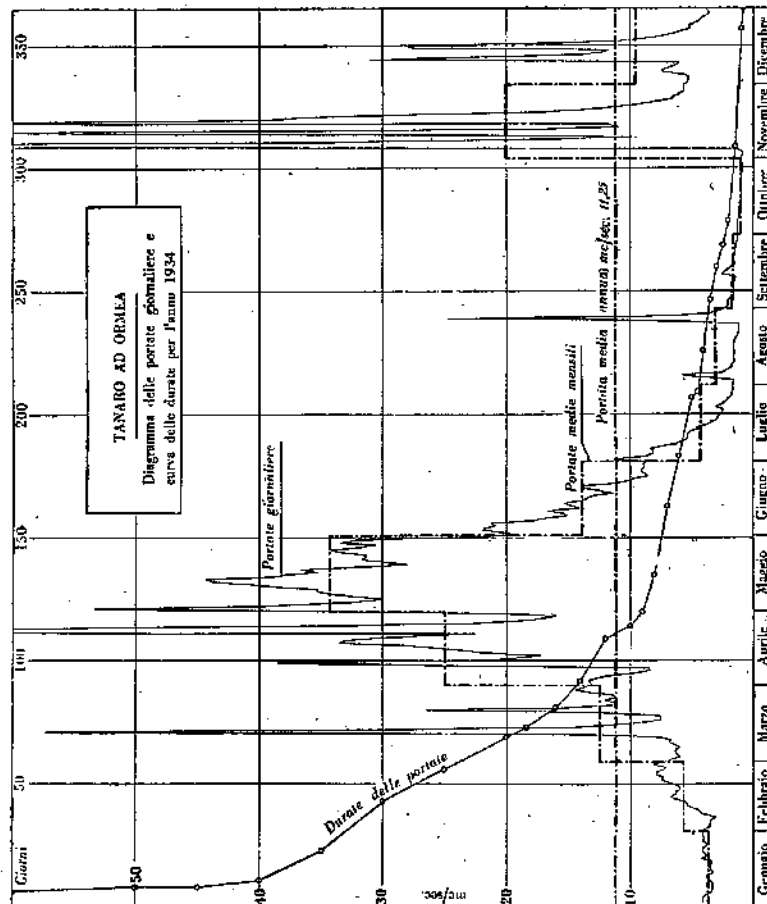 TANARO AD ORMEA
Diagramma delle portate giornaliere e
curva delle durate per l'anno 1934
Giorni
50
100
150
200
250
300
350
mc/sec.
50
40
30
20
10
Durate delle portate
Portate giornaliere
Portate medie mensili
Portata media (annua) mc/sec. 11,25
Gennaio
Febbraio
Marzo
Aprile
Maggio
Giugno
Luglio
Agosto
Settembre
Ottobre
Novembre
Dicembre